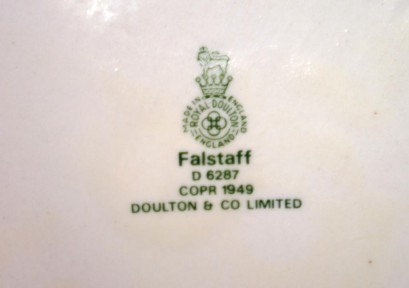 MADE IN ENGLAND
ROYAL DOULTON
ENGLAND
Falstaff
D 6287
COPR 1949
DOULTON & CO LIMITED